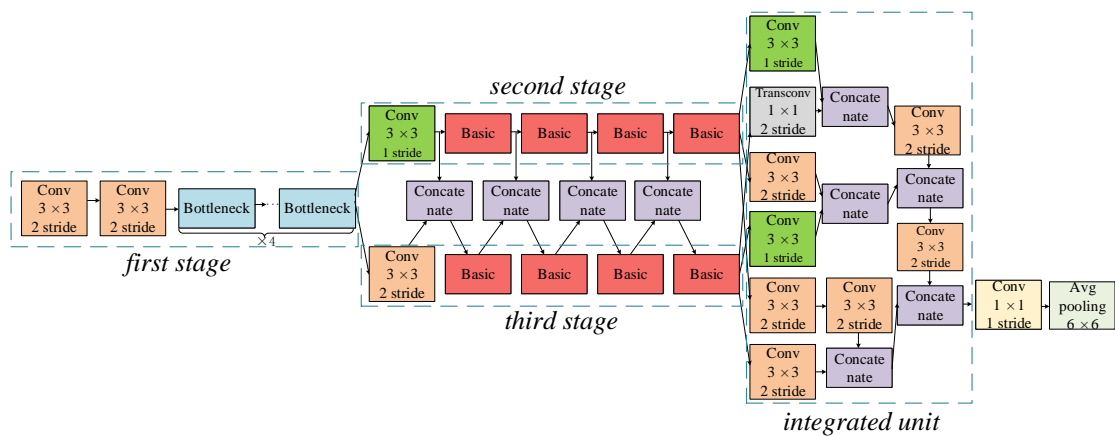 Conv
3 ×3
2 stride
Conv
3 ×3
2 stride
Bottleneck
...
Bottleneck
×4
first stage
second stage
Conv
3 ×3
1 stride
Basic
Basic
Basic
Basic
Concate
nate
Concate
nate
Concate
nate
Concate
nate
Conv
3 ×3
2 stride
Basic
Basic
Basic
Basic
third stage
Conv
3 ×3
1 stride
Transconv
1 ×1
2 stride
Concate
nate
Conv
3 ×3
2 stride
Conv
3 ×3
2 stride
Conv
3 ×3
1 stride
Concate
nate
Concate
nate
Conv
3 ×3
2 stride
Conv
3 ×3
2 stride
Conv
3 ×3
2 stride
Concate
nate
Conv
3 ×3
2 stride
Concate
nate
integrated unit
Conv
1 ×1
1 stride
Avg
pooling
6 ×6